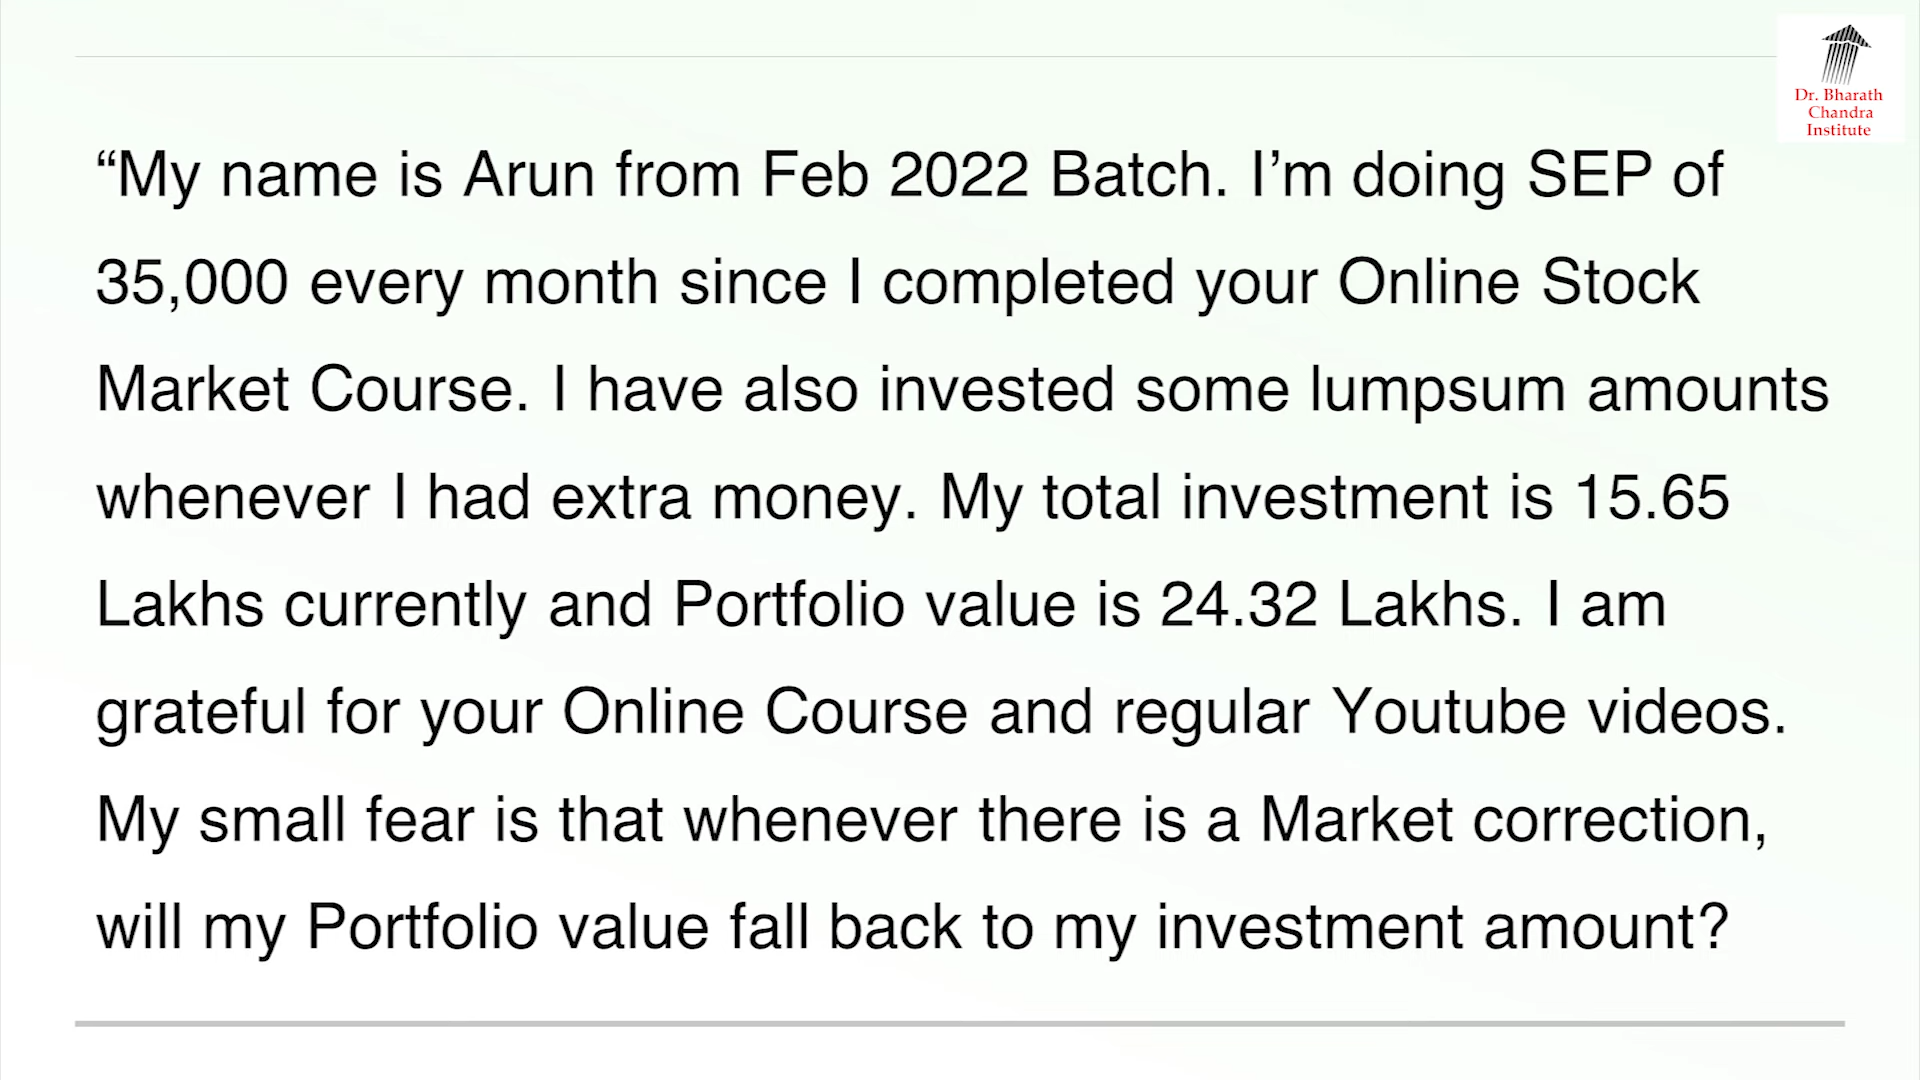 Dr. Bharath
Chandra
Institute
“My name is Arun from Feb 2022 Batch. I’m doing SEP of
35,000 every month since I completed your Online Stock
Market Course. I have also invested some lumpsum amounts
whenever I had extra money. My total investment is 15.65
Lakhs currently and Portfolio value is 24.32 Lakhs. I am
grateful for your Online Course and regular Youtube videos.
My small fear is that whenever there is a Market correction,
will my Portfolio value fall back to my investment amount?